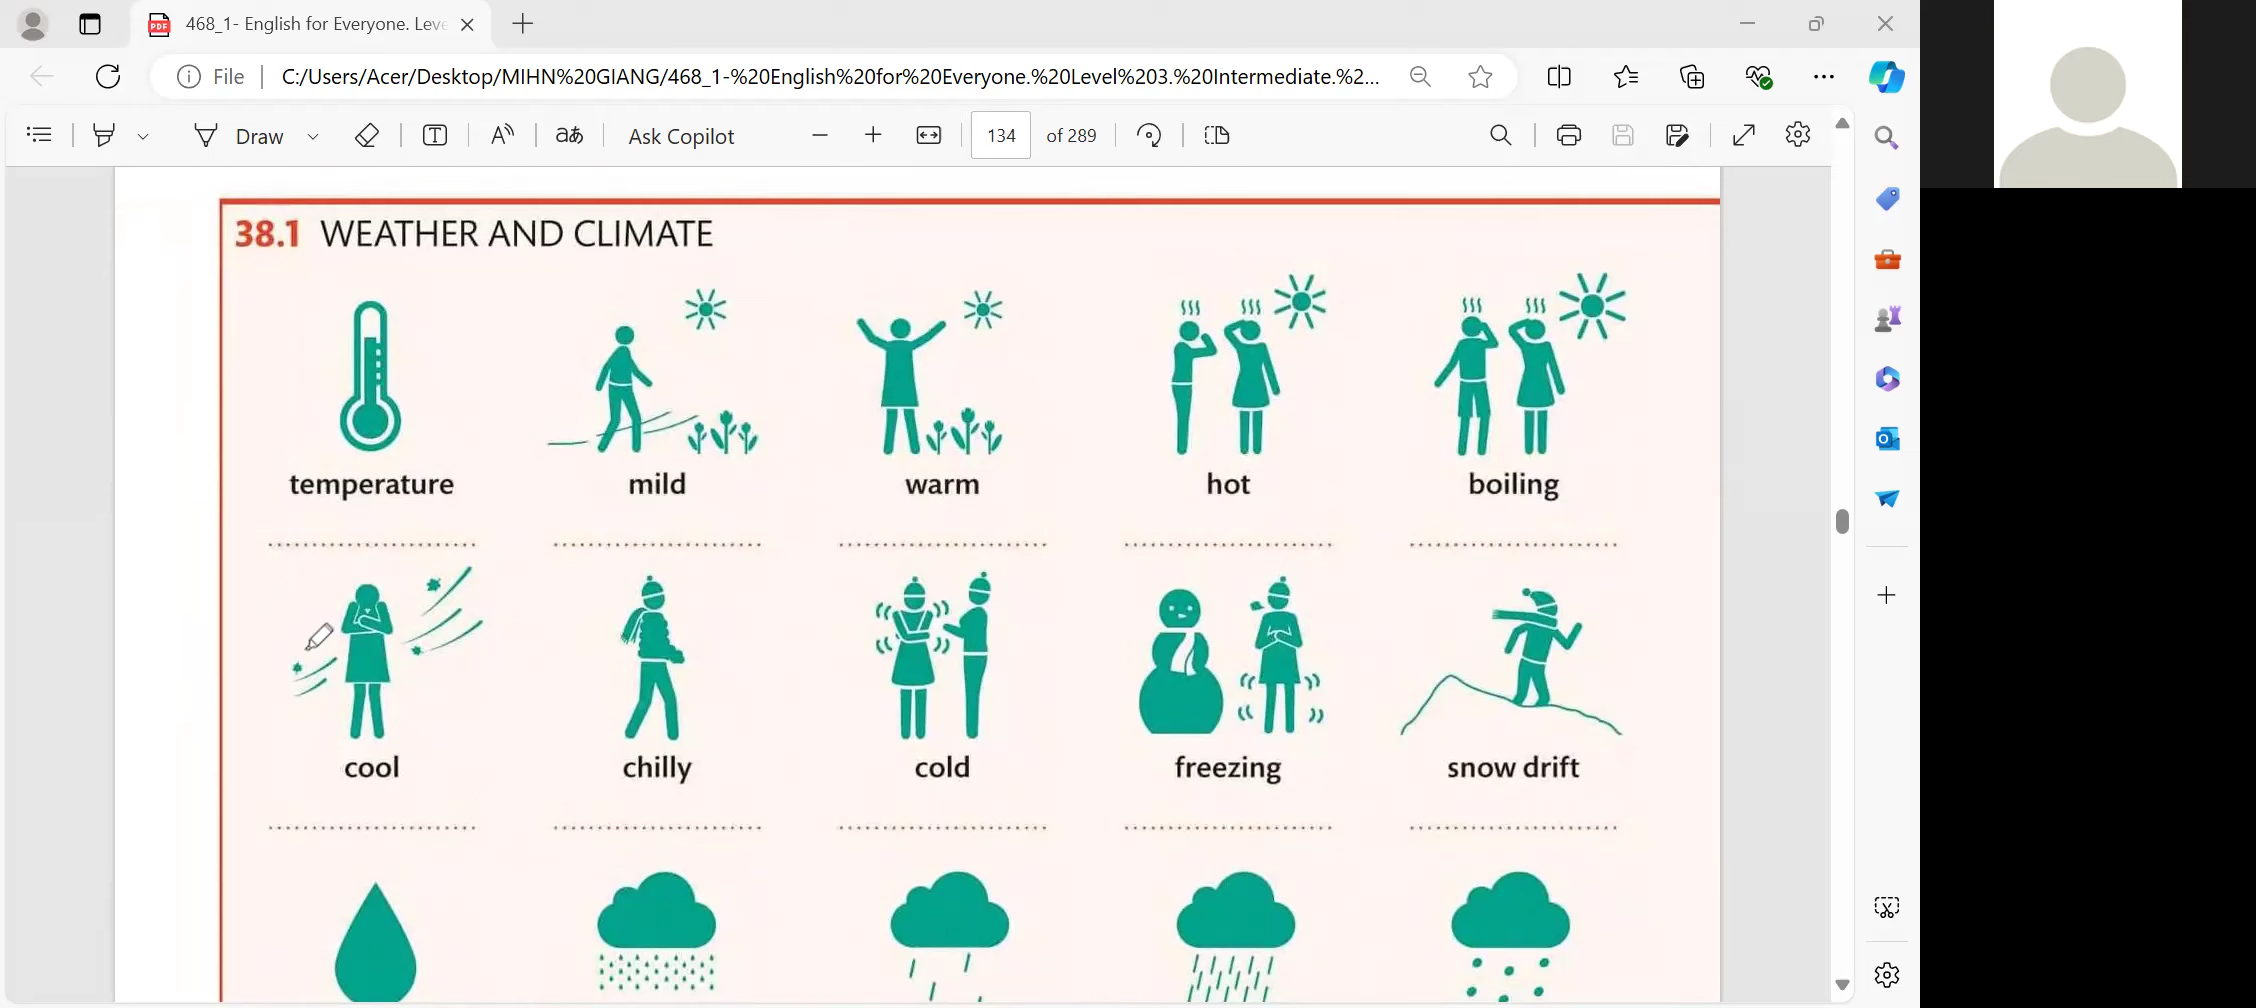 468_1- English for Everyone. Leve
File
C:/Users/Acer/Desktop/MIHN%20GIANG/468_1-%20English%20for%20Everyone.%20Level%203.%20Intermediate.%2...
Draw
aあ
Ask Copilot
134 of 289
38.1 WEATHER AND CLIMATE
temperature mild warm hot boiling
cool chilly cold freezing snow drift